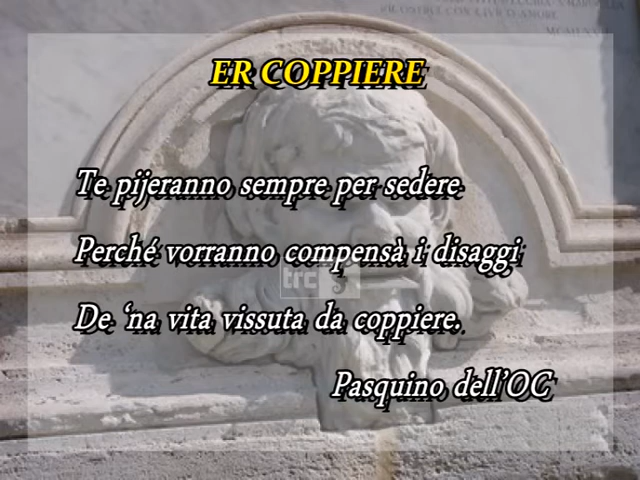 ER COPPIERE
Te pijeranno sempre per sedere
Perché vorranno compensà i disaggi
De ‘na vita vissuta da coppiere.
Pasquino dell’OC